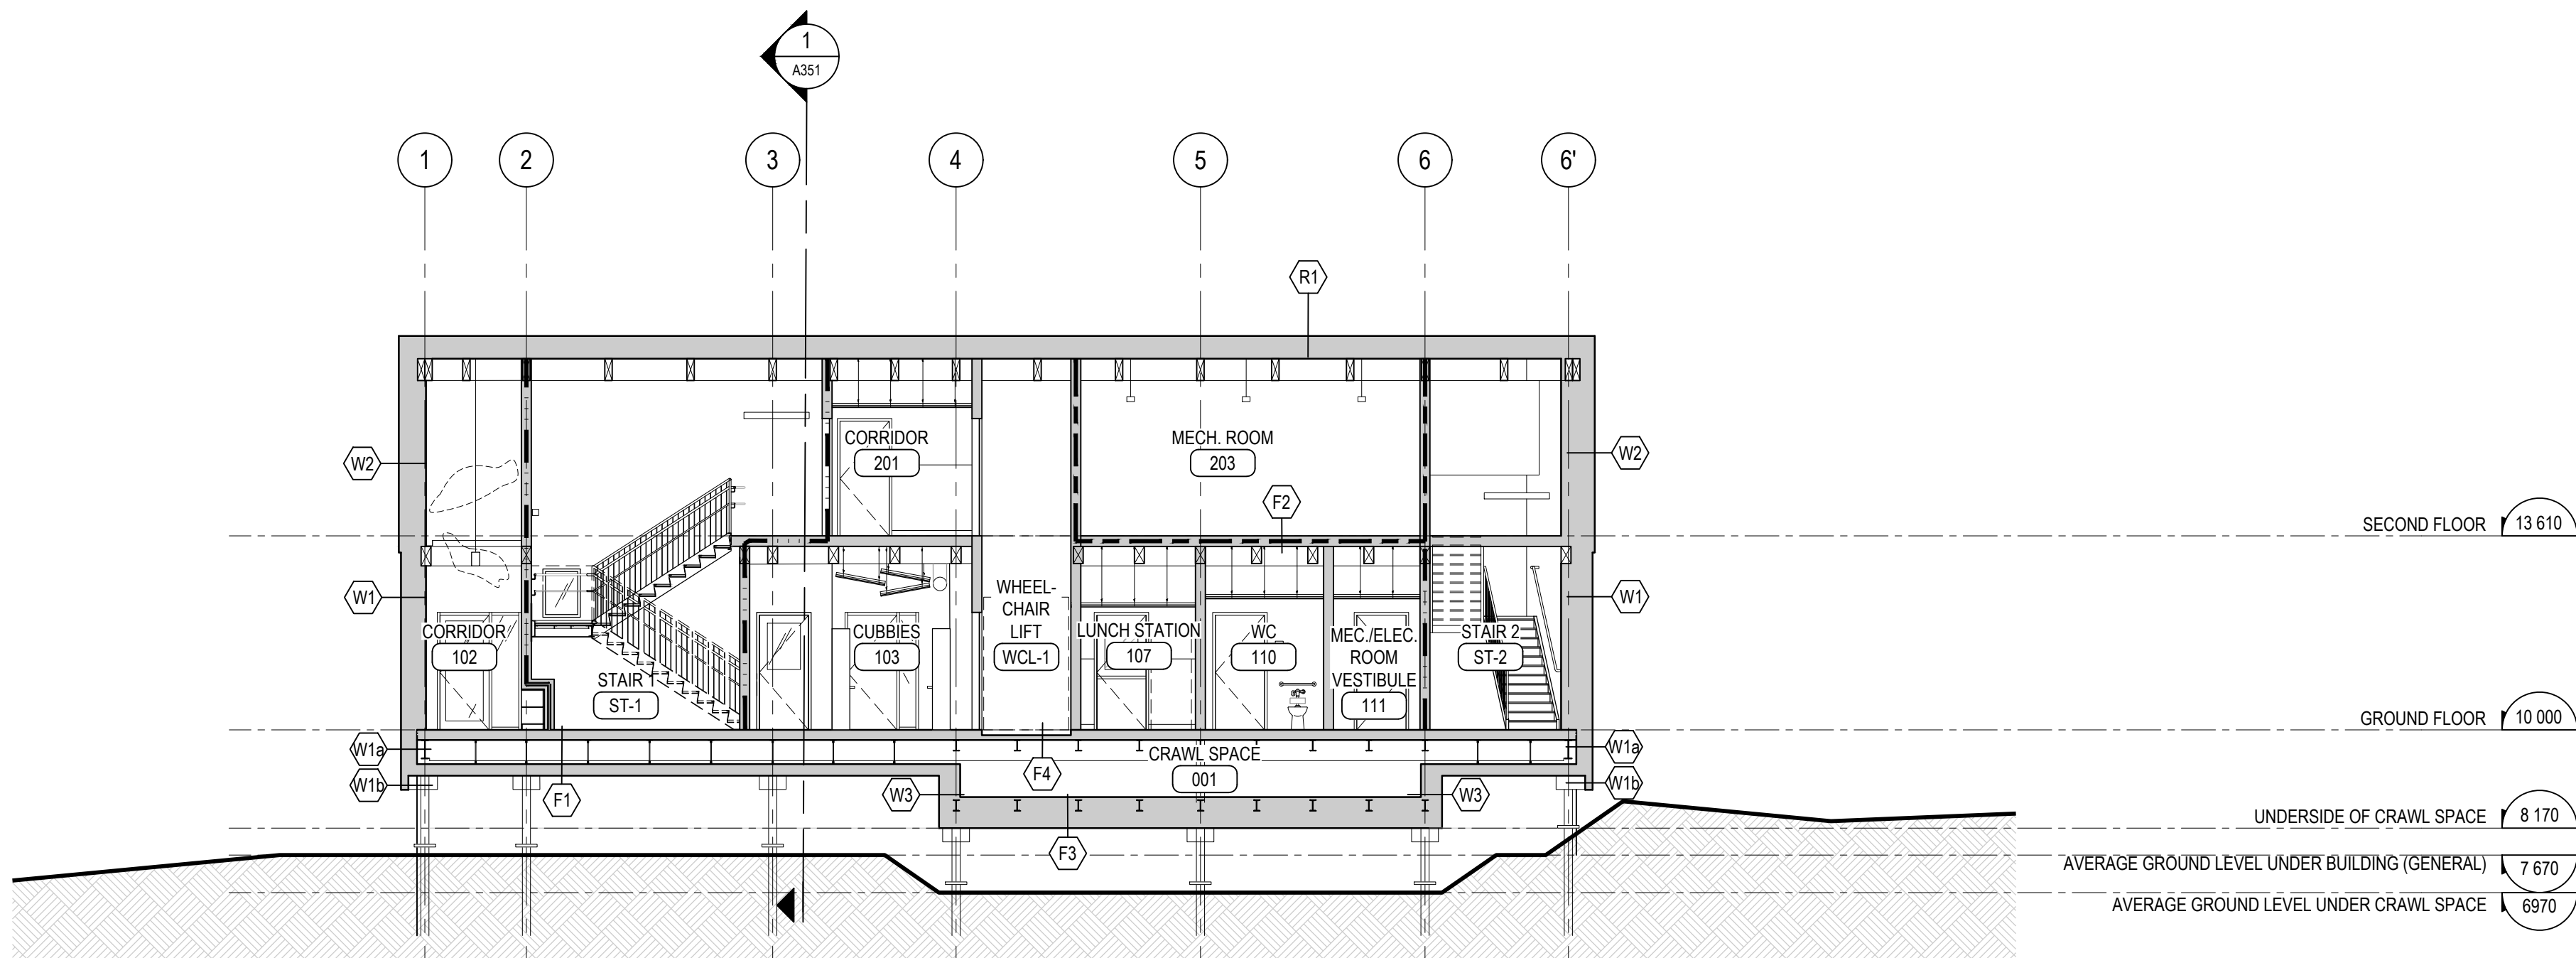 1
A351
1
2
3
4
5
6
6'
R1
CORRIDOR
201
MECH. ROOM
203
W2
W2
F2
SECOND FLOOR 13 610
W1
W1
WHEEL-
CHAIR
LIFT
WCL-1
CORRIDOR
102
STAIR 1
ST-1
CUBBIES
103
LUNCH STATION
107
WC
110
MEC./ELEC.
ROOM
VESTIBULE
111
STAIR 2
ST-2
GROUND FLOOR 10 000
W1a
W1a
CRAWL SPACE
001
W1b
F1
W3
F4
W3
W1b
UNDERSIDE OF CRAWL SPACE 8 170
F3
AVERAGE GROUND LEVEL UNDER BUILDING (GENERAL) 7 670
AVERAGE GROUND LEVEL UNDER CRAWL SPACE 6970